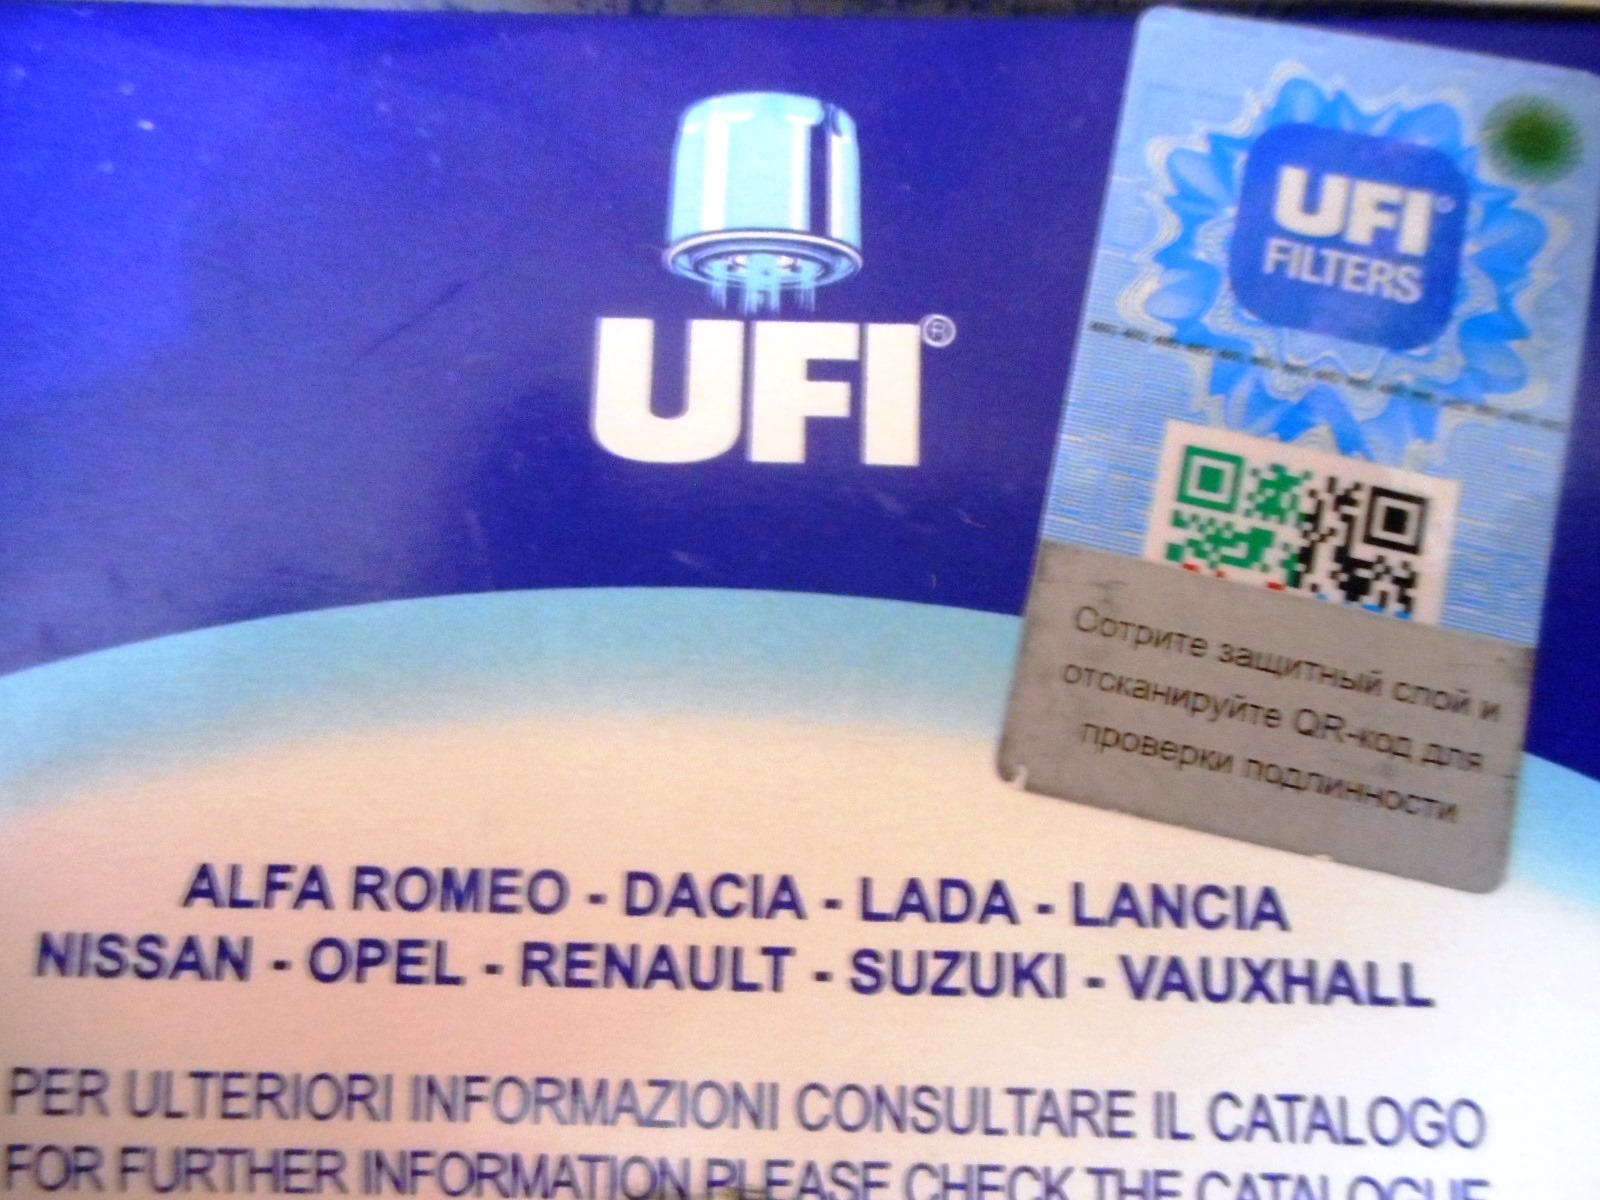 UFI®
UFI
FILTERS
Сотрите защитный слой и
отсканируйте QR-код для
проверки подлинности
ALFA ROMEO - DACIA - LADA - LANCIA
NISSAN - OPEL - RENAULT - SUZUKI - VAUXHALL
PER ULTERIORI INFORMAZIONI CONSULTARE IL CATALOGO
FOR FURTHER INFORMATION PLEASE CHECK THE CATALOGUE